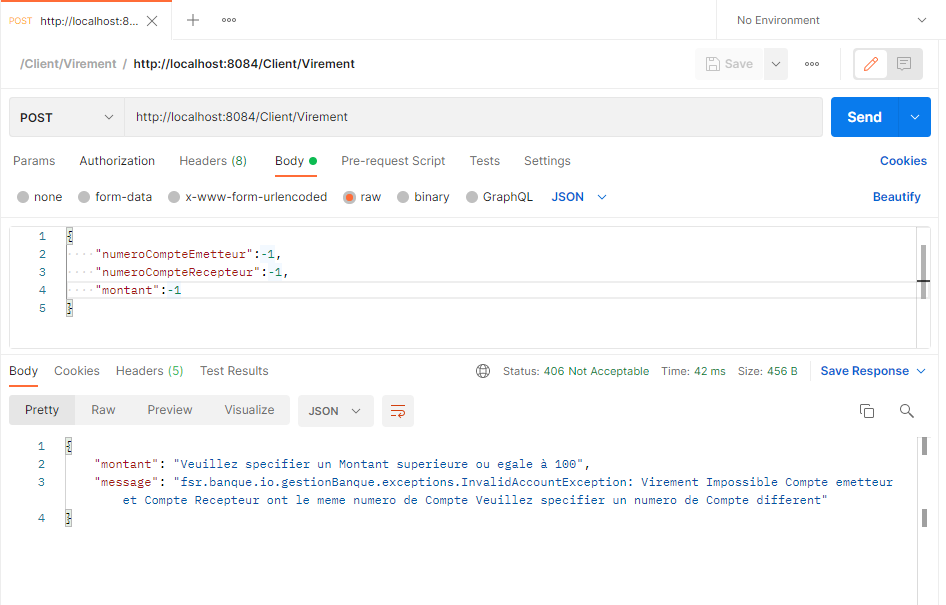 POST http://localhost:8... No Environment
/Client/Virement / http://localhost:8084/Client/Virement Save
POST http://localhost:8084/Client/Virement Send
Params Authorization Headers (8) Body Pre-request Script Tests Settings Cookies
none form-data x-www-form-urlencoded raw binary GraphQL JSON Beautify
1 {
2 ····"numeroCompteEmetteur":-1,
3 ····"numeroCompteRecepteur":-1,
4 ····"montant":-1
5 }
Body Cookies Headers (5) Test Results Status: 406 Not Acceptable Time: 42 ms Size: 456 B Save Response
Pretty Raw Preview Visualize JSON
1 {
2 "montant": "Veuillez specifier un Montant superieure ou egale à 100",
3 "message": "fsr.banque.io.gestionBanque.exceptions.InvalidAccountException: Virement Impossible Compte emetteur
et Compte Recepteur ont le meme numero de Compte Veuillez specifier un numero de Compte different"
4 }